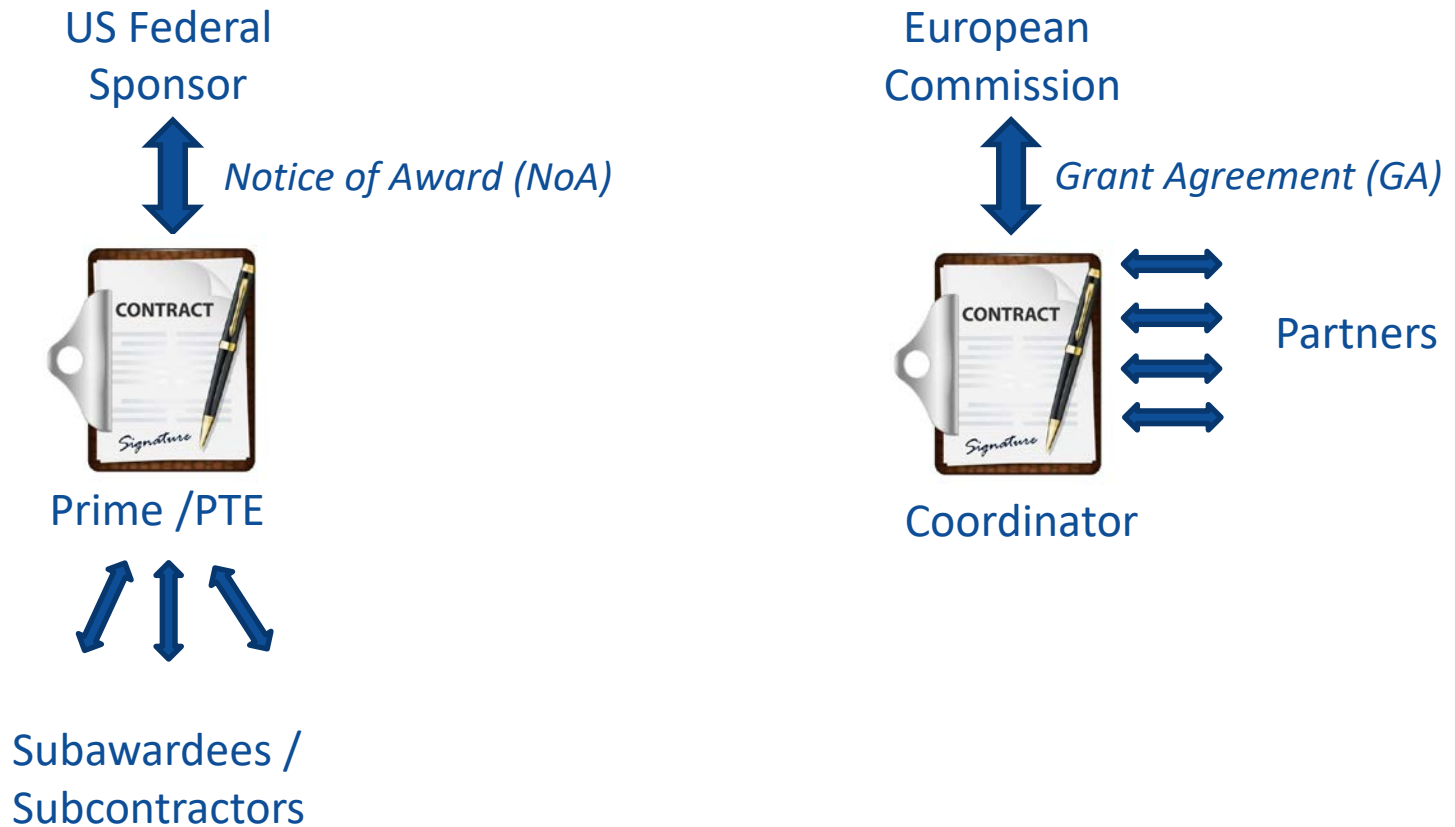 US Federal
Sponsor
Notice of Award (NoA)
CONTRACT
Signature
Prime /PTE
Subawardees /
Subcontractors
European
Commission
Grant Agreement (GA)
CONTRACT
Signature
Partners
Coordinator